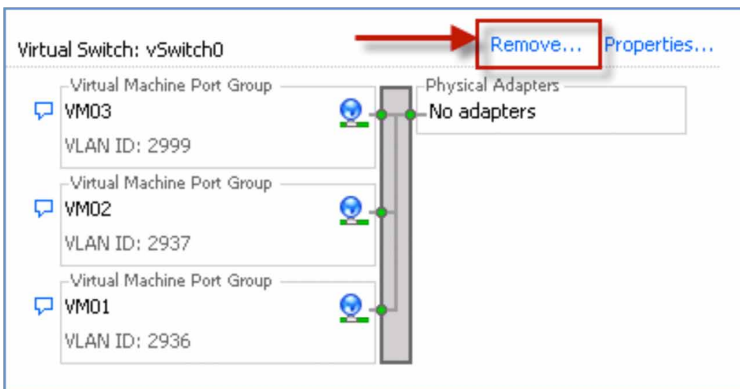 Virtual Switch: vSwitch0 Remove... Properties...
Virtual Machine Port Group Physical Adapters
VM03 No adapters
VLAN ID: 2999
Virtual Machine Port Group
VM02
VLAN ID: 2937
Virtual Machine Port Group
VM01
VLAN ID: 2936